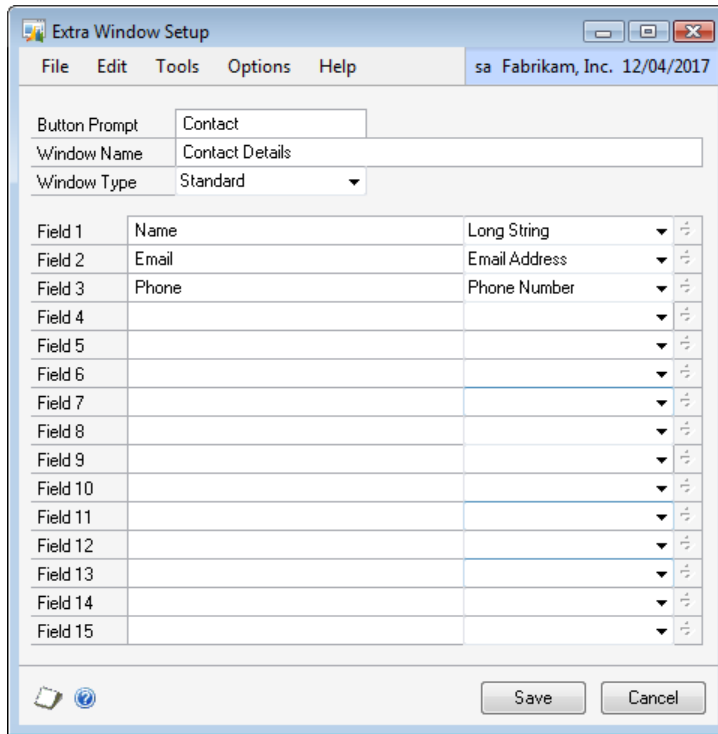 Extra Window Setup
File Edit Tools Options Help sa Fabrikam, Inc. 12/04/2017
Button Prompt Contact
Window Name Contact Details
Window Type Standard
Field 1 Name Long String
Field 2 Email Email Address
Field 3 Phone Phone Number
Field 4
Field 5
Field 6
Field 7
Field 8
Field 9
Field 10
Field 11
Field 12
Field 13
Field 14
Field 15
Save Cancel